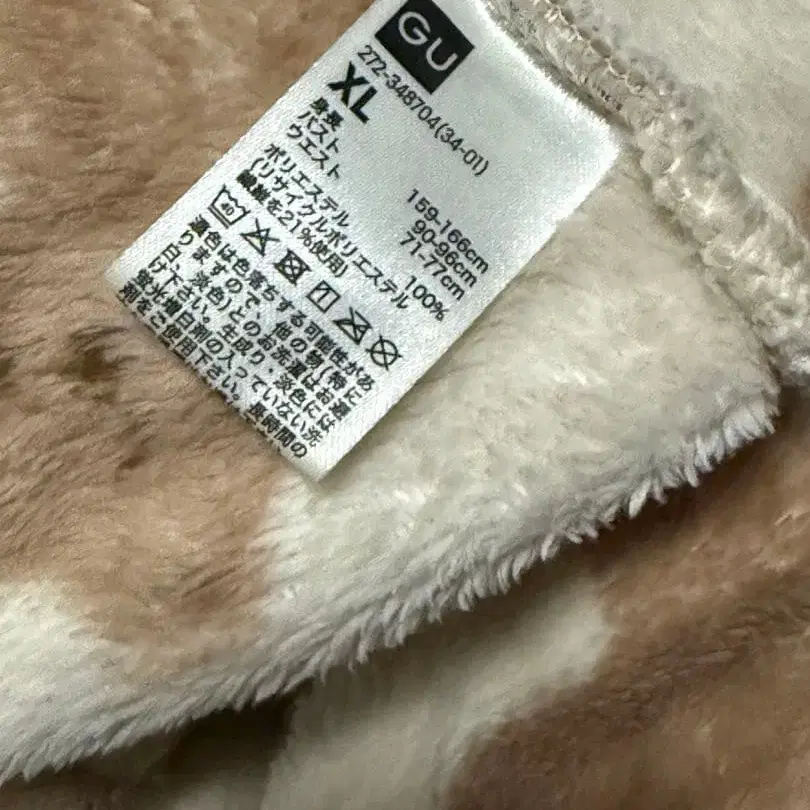 GU
272-348704(34-01)
XL
身長 159-166cm
バスト 90-96cm
ウエスト 71-77cm
ポリエステル 100%
(リサイクルポリエステル
繊維を21%使用)
40
濃色は色落ちする可能性があ
りますので、他の物(特に
白、淡色)とのお洗濯はお避
け下さい。生成り・淡色には
蛍光増白剤の入っていない洗
剤をご使用下さい。長時間の